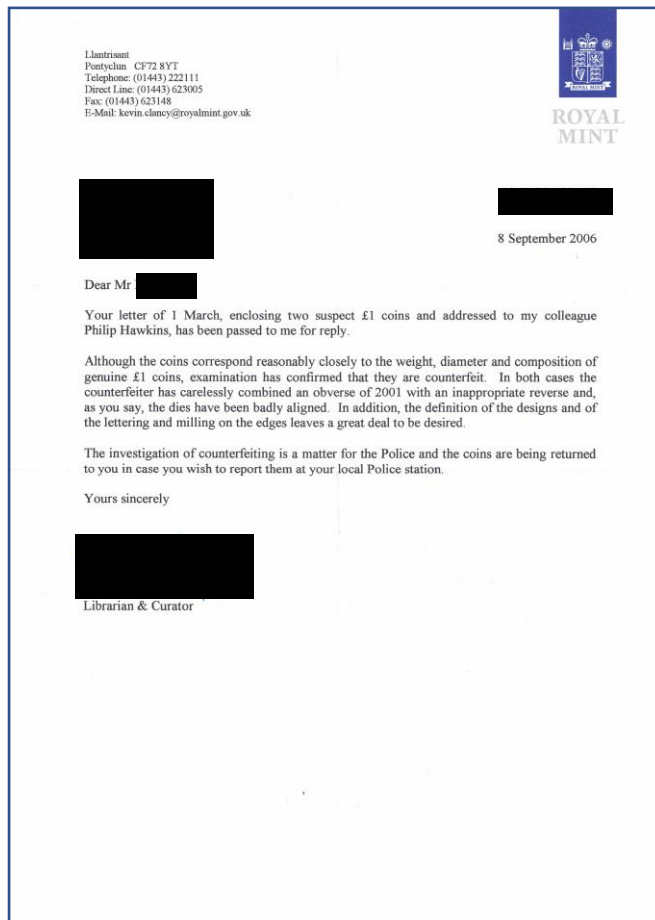 Llantrisant
Pontyclun CF72 8YT
Telephone: (01443) 222111
Direct Line: (01443) 623005
Fax: (01443) 623148
E-Mail: kevin.clancy@royalmint.gov.uk
ROYAL MINT
ROYAL
MINT
8 September 2006
Dear Mr
Your letter of 1 March, enclosing two suspect £1 coins and addressed to my colleague
Philip Hawkins, has been passed to me for reply.
Although the coins correspond reasonably closely to the weight, diameter and composition of
genuine £1 coins, examination has confirmed that they are counterfeit. In both cases the
counterfeiter has carelessly combined an obverse of 2001 with an inappropriate reverse and,
as you say, the dies have been badly aligned. In addition, the definition of the designs and of
the lettering and milling on the edges leaves a great deal to be desired.
The investigation of counterfeiting is a matter for the Police and the coins are being returned
to you in case you wish to report them at your local Police station.
Yours sincerely
Librarian & Curator